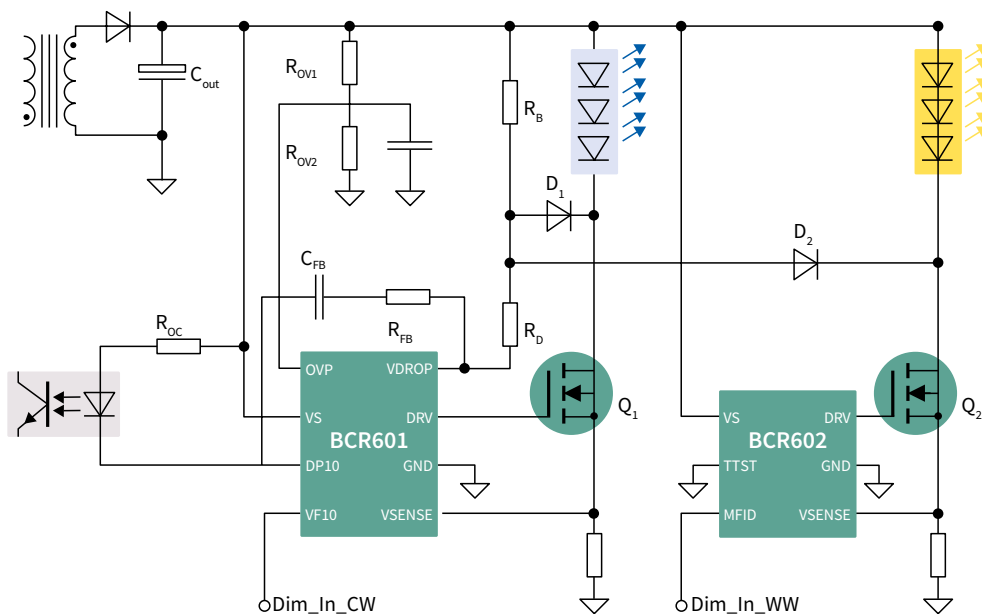 C_out
R_OV1
R_B
R_OV2
D_1
D_2
C_FB
R_OC
R_FB
R_D
OVP
VDROP
VS
DRV
BCR601
DP10
GND
VF10
VSENSE
Q_1
VS
DRV
BCR602
TTST
GND
MFID
VSENSE
Q_2
Dim_In_CW
Dim_In_WW